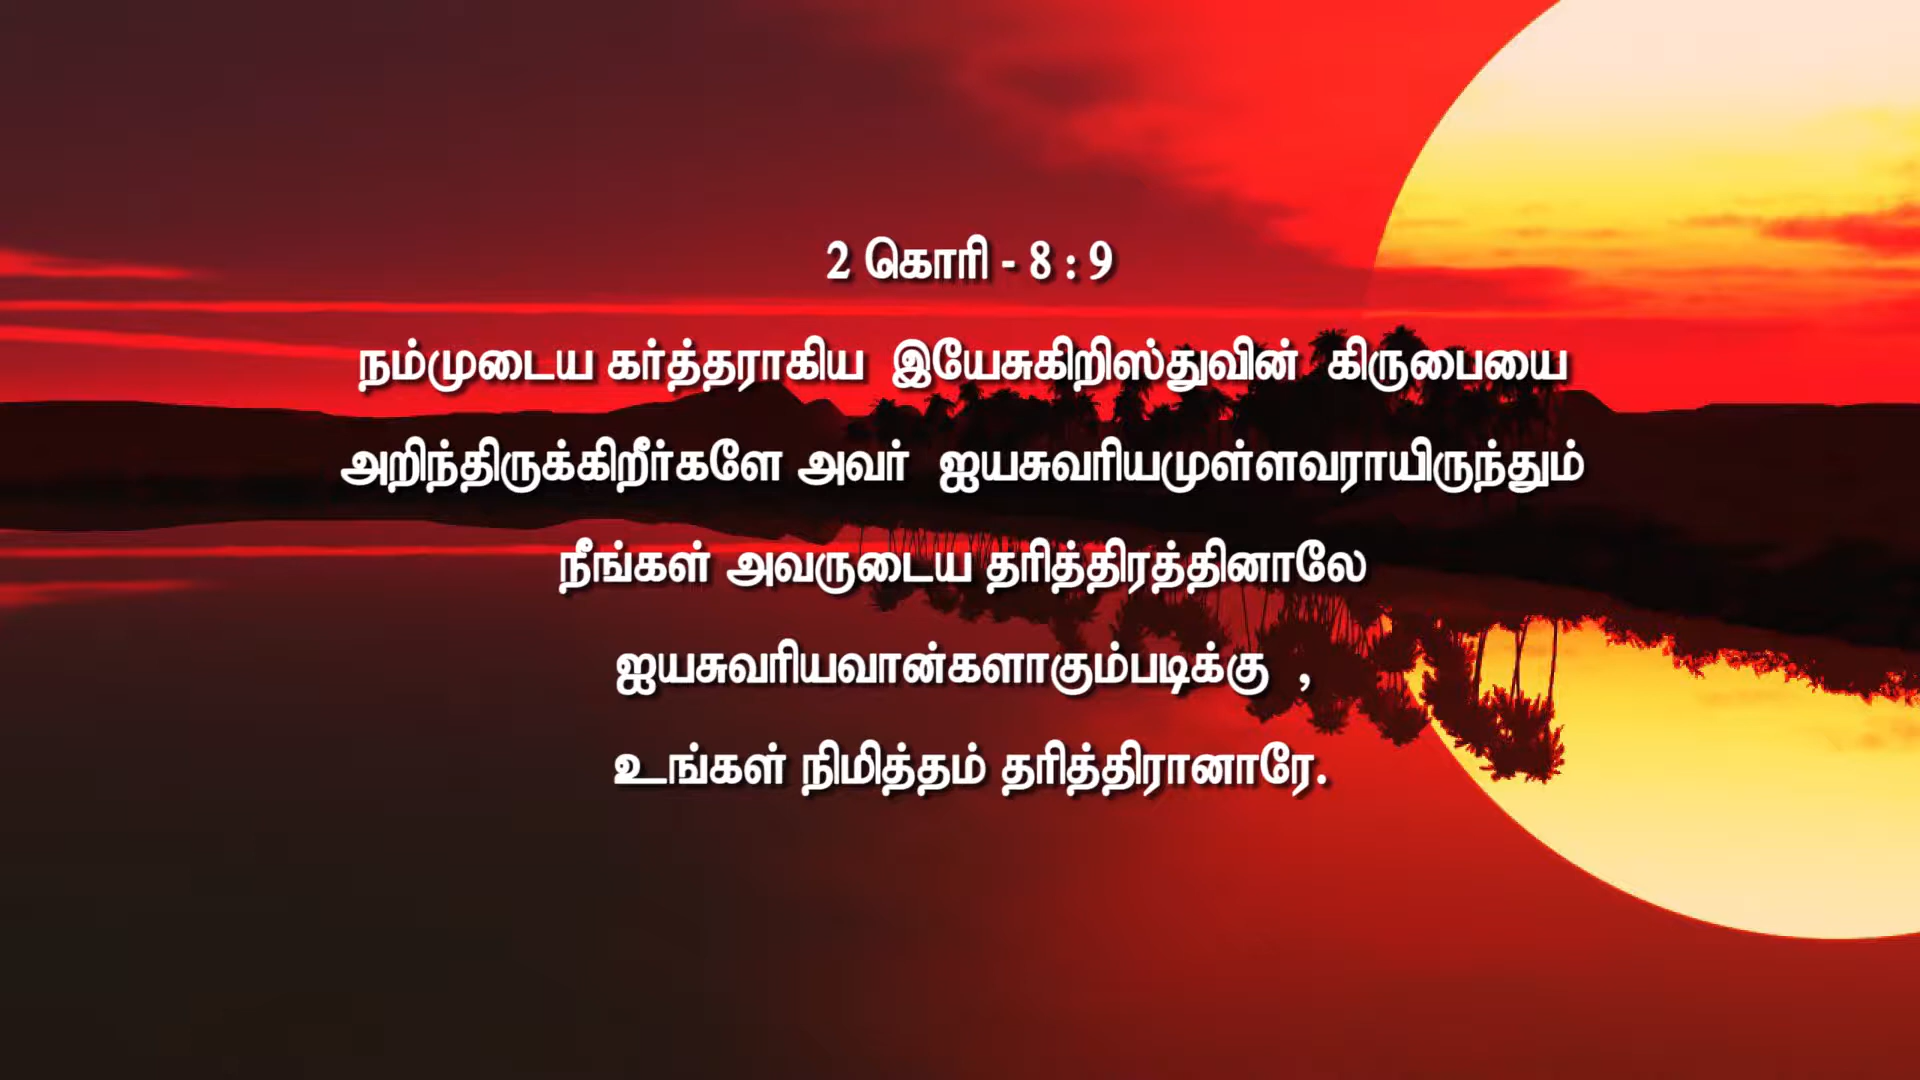 2 கொரி - 8 : 9
நம்முடைய கர்த்தராகிய இயேசுகிறிஸ்துவின் கிருபையை
அறிந்திருக்கிறீர்களே அவர் ஐயசுவரியமுள்ளவராயிருந்தும்
நீங்கள் அவருடைய தரித்திரத்தினாலே
ஐயசுவரியவான்களாகும்படிக்கு ,
உங்கள் நிமித்தம் தரித்திரானாரே.